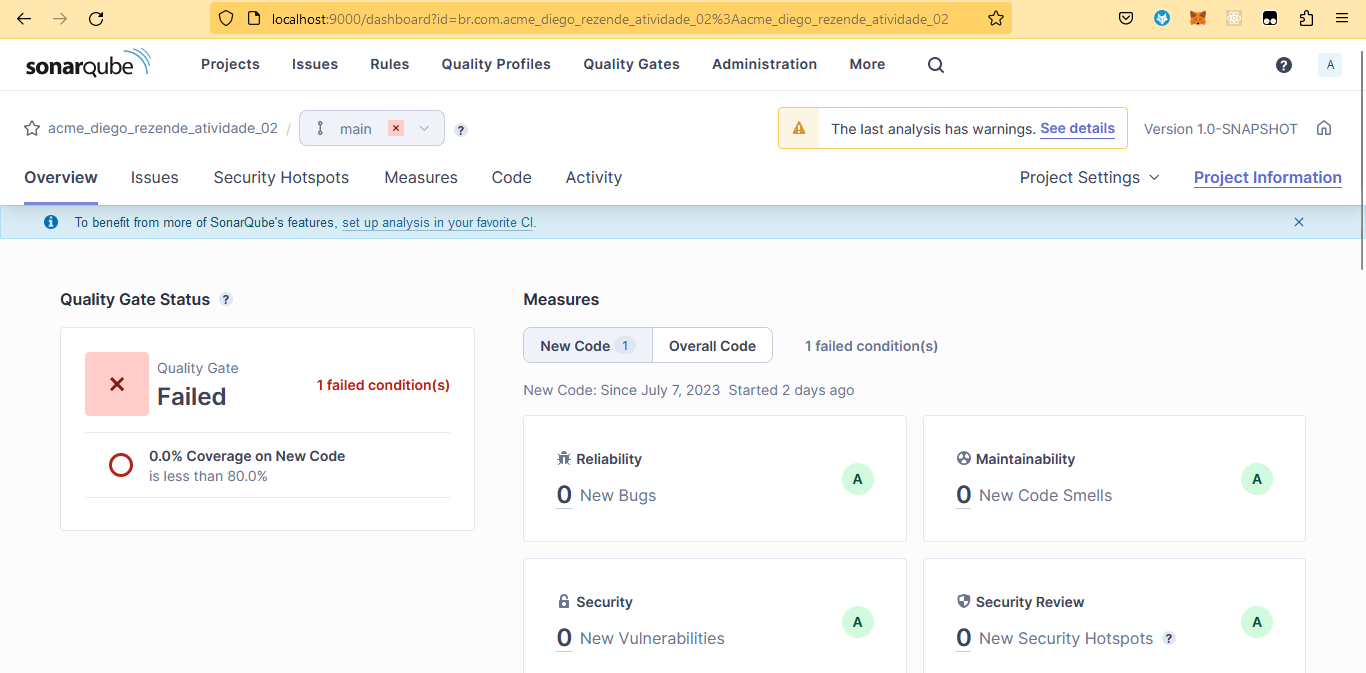 localhost:9000/dashboard?id=br.com.acme_diego_rezende_atividade_02%3Aacme_diego_rezende_atividade_02
sonarqube Projects Issues Rules Quality Profiles Quality Gates Administration More ? A
acme_diego_rezende_atividade_02 / main ? The last analysis has warnings. See details Version 1.0-SNAPSHOT
Overview Issues Security Hotspots Measures Code Activity Project Settings Project Information
To benefit from more of SonarQube's features, set up analysis in your favorite CI.
Quality Gate Status ?
Quality Gate
Failed
1 failed condition(s)
0.0% Coverage on New Code
is less than 80.0%
Measures
New Code 1 Overall Code 1 failed condition(s)
New Code: Since July 7, 2023 Started 2 days ago
Reliability
0 New Bugs
A
Maintainability
0 New Code Smells
A
Security
0 New Vulnerabilities
A
Security Review
0 New Security Hotspots ?
A